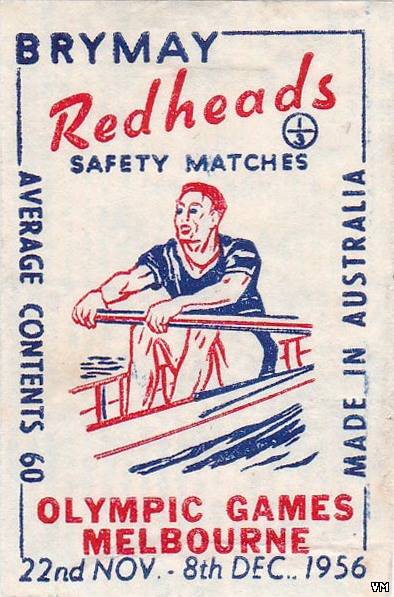 BRYMAY
Redheads
1
3
SAFETY MATCHES
AVERAGE CONTENTS 60
MADE IN AUSTRALIA
OLYMPIC GAMES
MELBOURNE
22nd NOV. - 8th DEC., 1956
VM